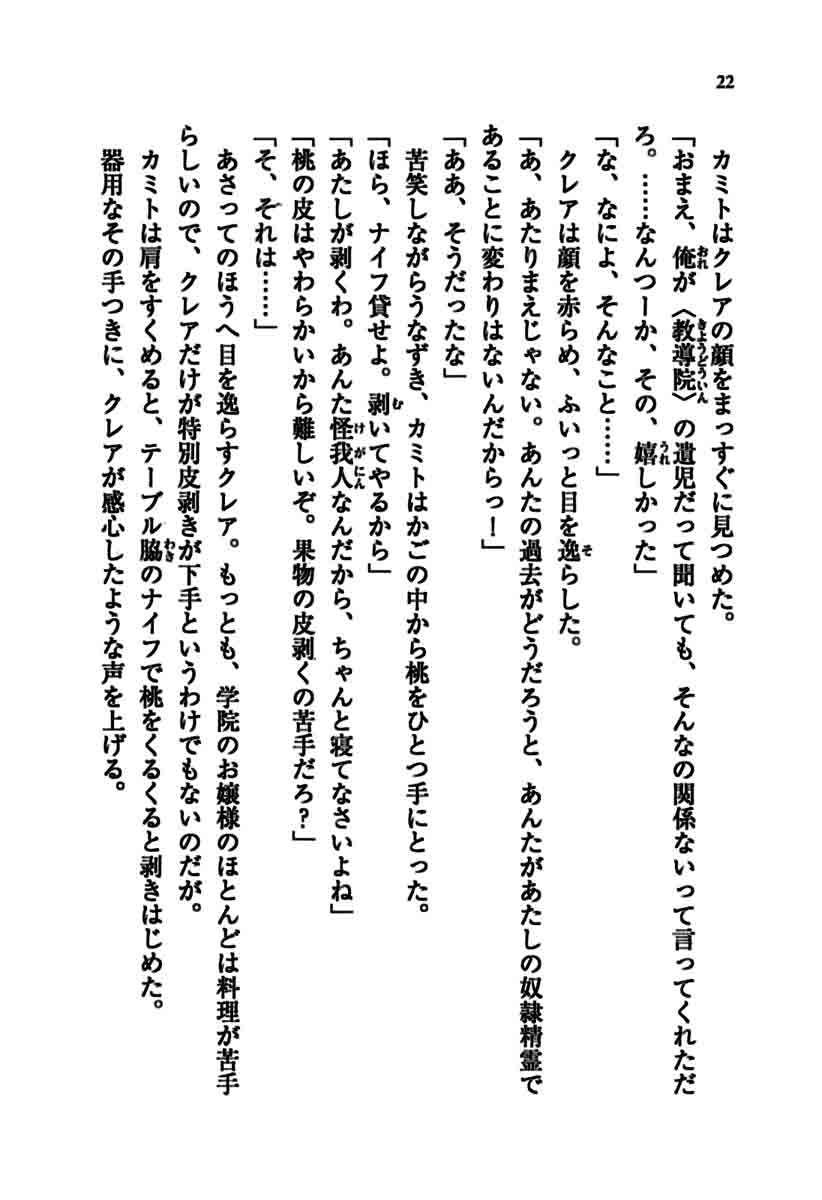 22
カミトはクレアの顔をまっすぐに見つめた。
「おまえ、俺が〈教導院〉の遺児だって聞いても、そんなの関係ないって言ってくれただ
ろ。……なんつーか、その、嬉しかった」
「な、なによ、そんなこと……」
クレアは顔を赤らめ、ふいっと目を逸らした。
「あ、あたりまえじゃない。あんたの過去がどうだろうと、あんたがあたしの奴隷精霊で
あることに変わりはないんだからっ!」
「ああ、そうだったな」
苦笑しながらうなずき、カミトはかごの中から桃をひとつ手にとった。
「ほら、ナイフ貸せよ。剥いてやるから」
「あたしが剥くわ。あんた怪我人なんだから、ちゃんと寝てなさいよね」
「桃の皮はやわらかいから難しいぞ。果物の皮剥くの苦手だろ?」
「そ、それは……」
あさってのほうへ目を逸らすクレア。もっとも、学院のお嬢様のほとんどは料理が苦手
らしいので、クレアだけが特別皮剥きが下手というわけでもないのだが。
カミトは肩をすくめると、テーブル脇のナイフで桃をくるくると剥きはじめた。
器用なその手つきに、クレアが感心したような声を上げる。